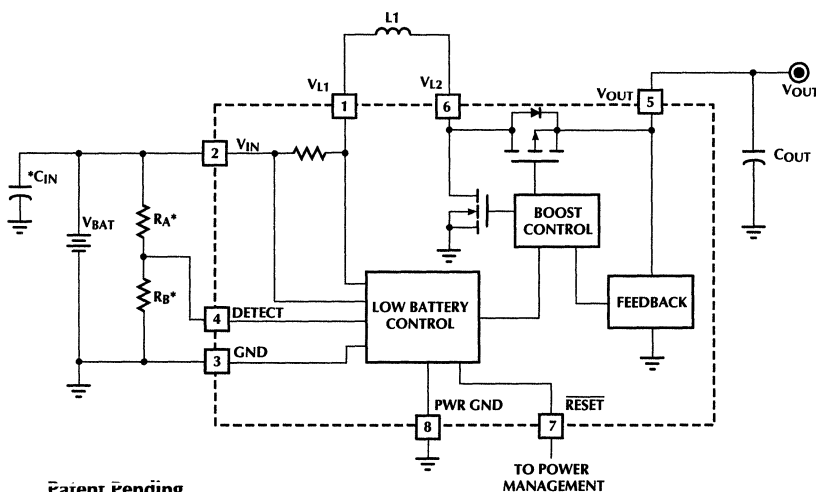 L1
VL1
VL2
VOUT
1
6
5
VOUT
2
VIN
*CIN
COUT
VBAT
RA*
BOOST
CONTROL
RB*
LOW BATTERY
CONTROL
FEEDBACK
4
DETECT
3
GND
PWR GND
RESET
8
7
TO POWER
MANAGEMENT
Patent Pending